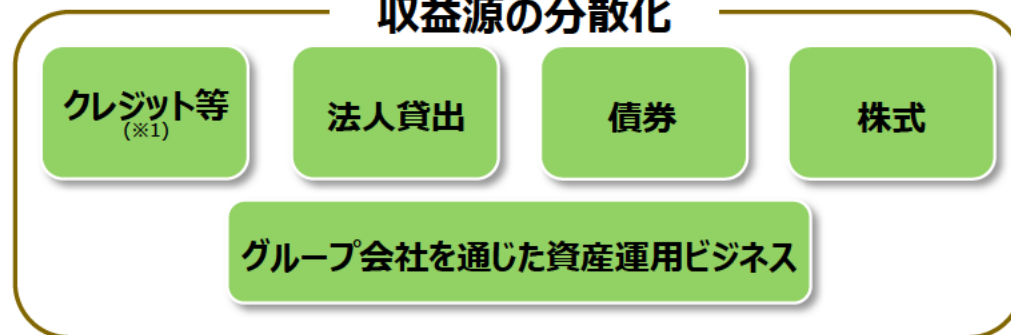 収益源の分散化
クレジット等
(※1)
法人貸出
債券
株式
グループ会社を通じた資産運用ビジネス